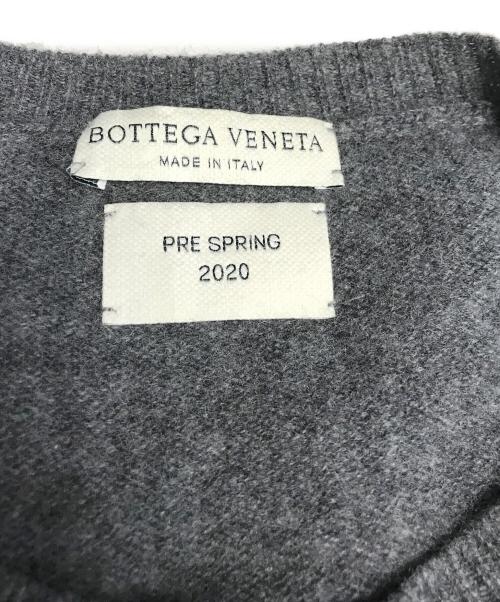 BOTTEGA VENETA
MADE IN ITALY
PRE SPRING
2020